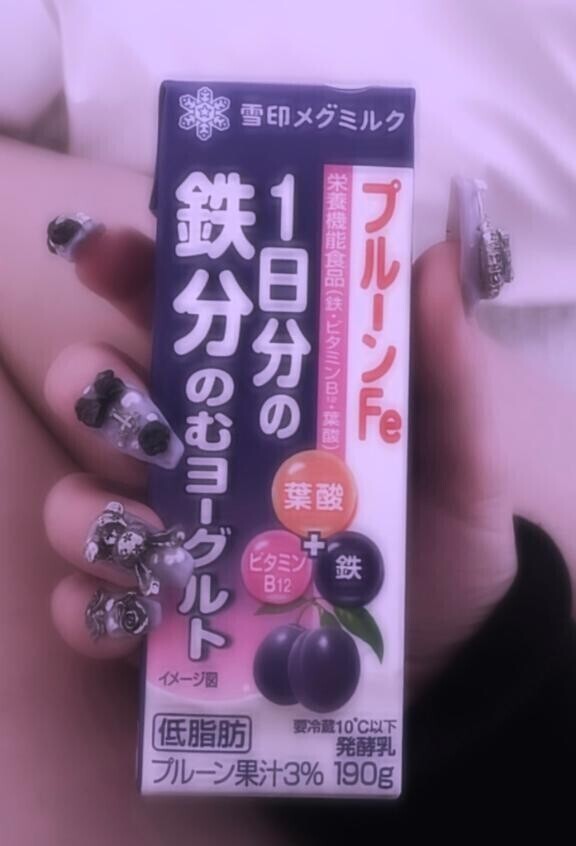 雪印メグミルク
プルーンFe
栄養機能食品(鉄・ビタミンB12・葉酸)
1日分の
鉄分のむヨーグルト
葉酸
+
ビタミン
B12
鉄
イメージ図
低脂肪
要冷蔵10℃以下
発酵乳
プルーン果汁3% 190g